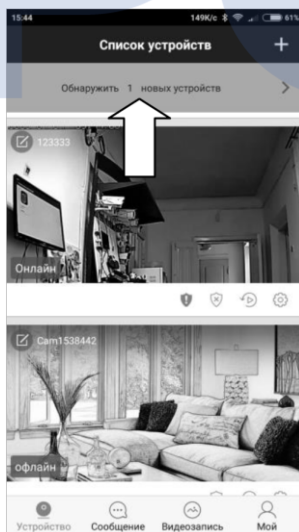 15:44 149K/c 61%
Список устройств +
Обнаружить 1 новых устройств >
123333
Онлайн
Cam1538442
офлайн
Устройство Сообщение Видеозапись Мой